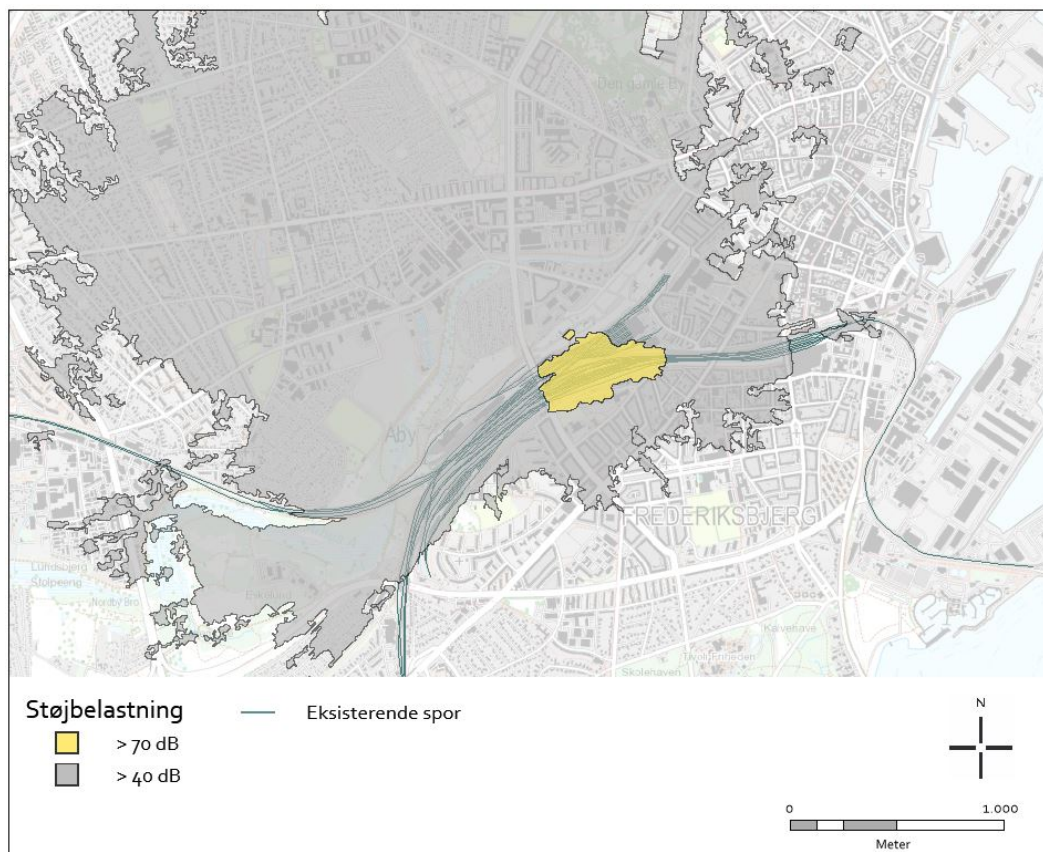 Den gamle By
Åby
FREDERIKSBJERG
Lundsbjerg
Stolpeeng
Nordby Bro
Eskelund
Kalvehave
Tivoli Friheden
Skolehaven
Støjbelastning
Eksisterende spor
> 70 dB
> 40 dB
N
0 1.000
Meter